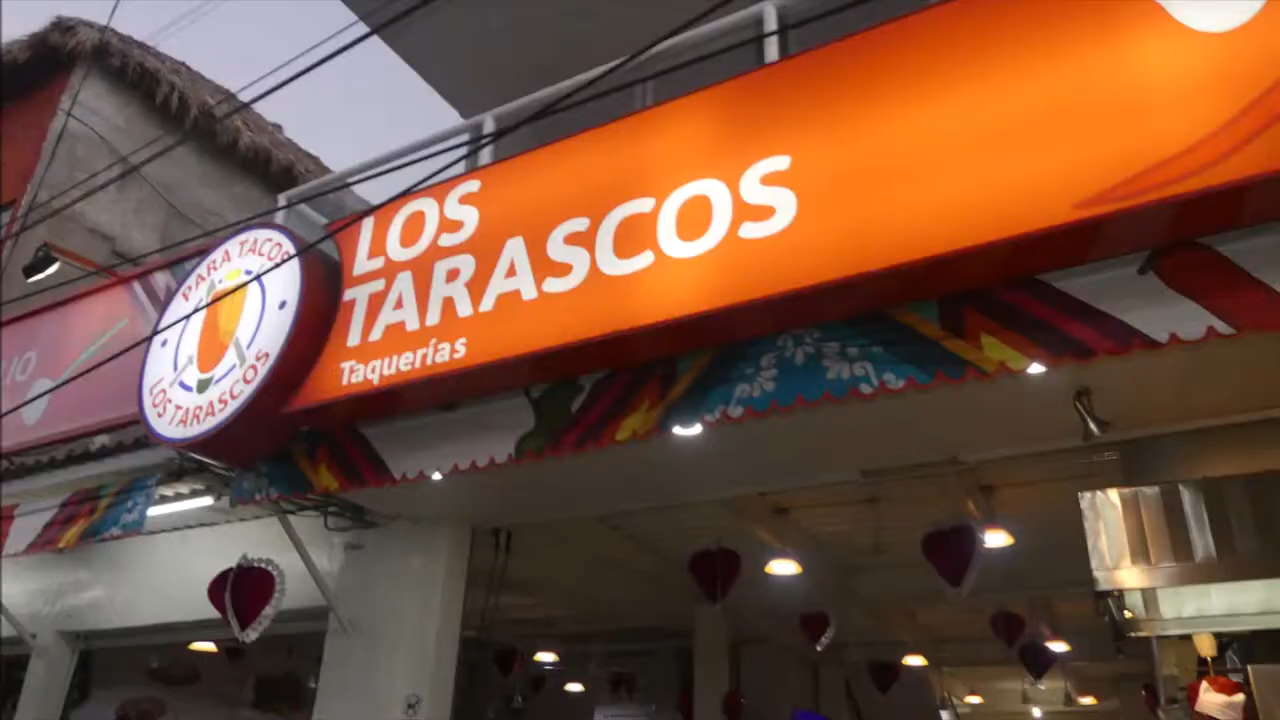 PARA TACOS
LOS TARASCOS
LOS
TARASCOS
Taquerías